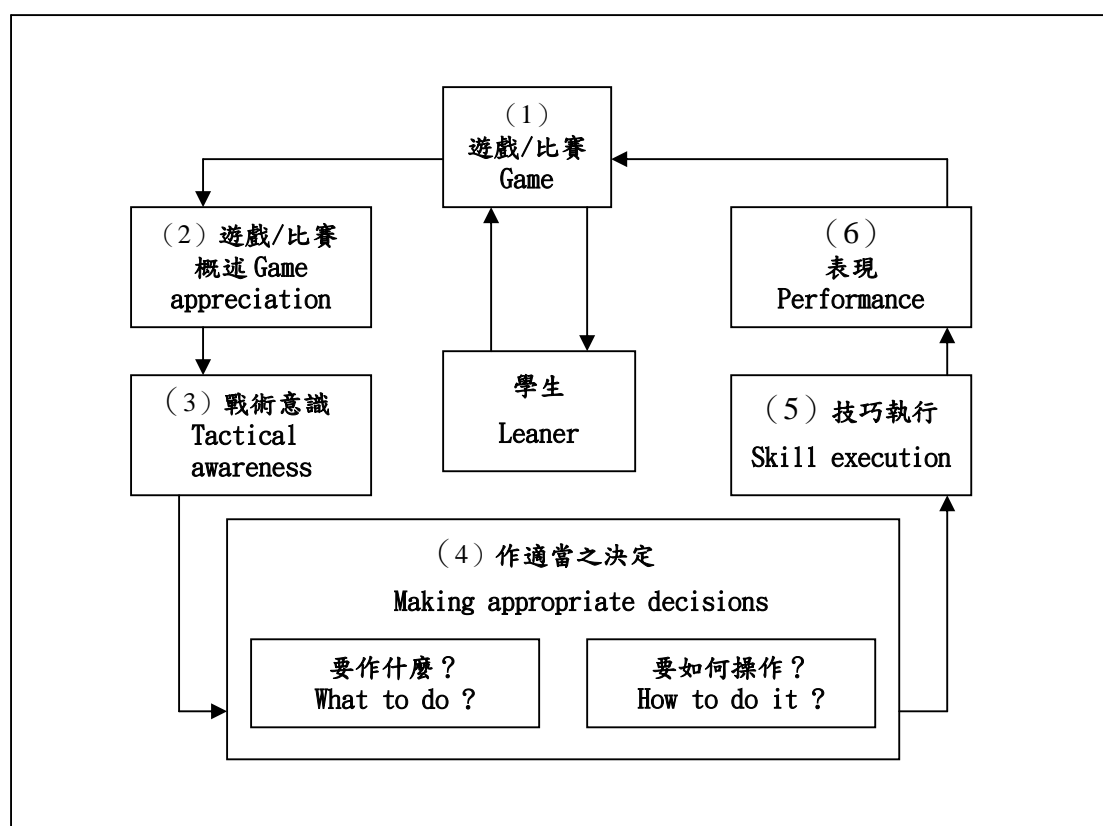 (1)
遊戲/比賽
Game
(2)遊戲/比賽
概述 Game
appreciation
(3)戰術意識
Tactical
awareness
學生
Leaner
(6)
表現
Performance
(5)技巧執行
Skill execution
(4)作適當之決定
Making appropriate decisions
要作什麼?
What to do ?
要如何操作?
How to do it ?